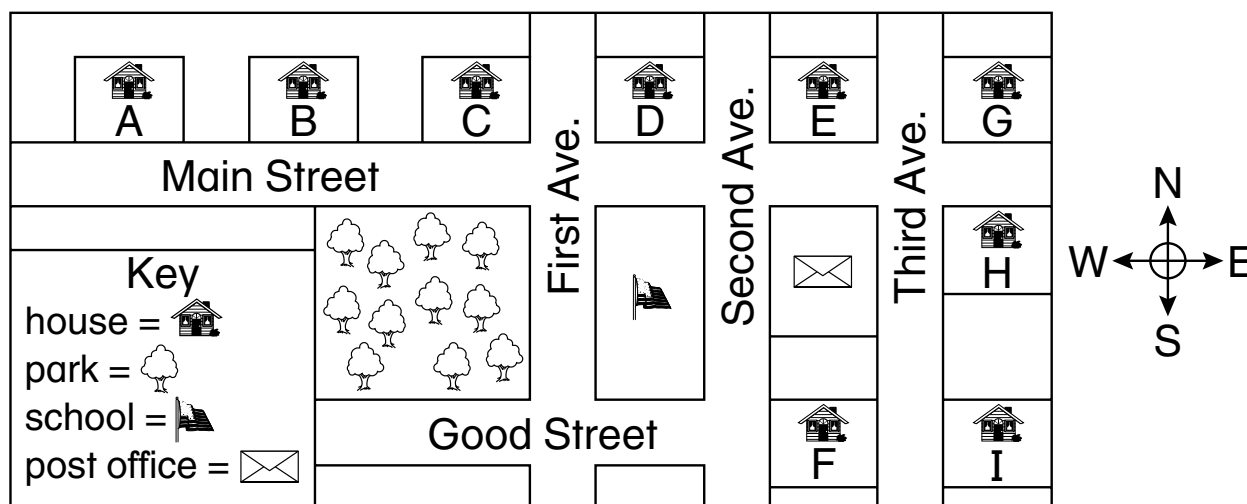 A B C D E G
Main Street
First Ave.
Second Ave.
Third Ave.
H
Key
house =
park =
school =
post office =
Good Street
F I
N
W E
S